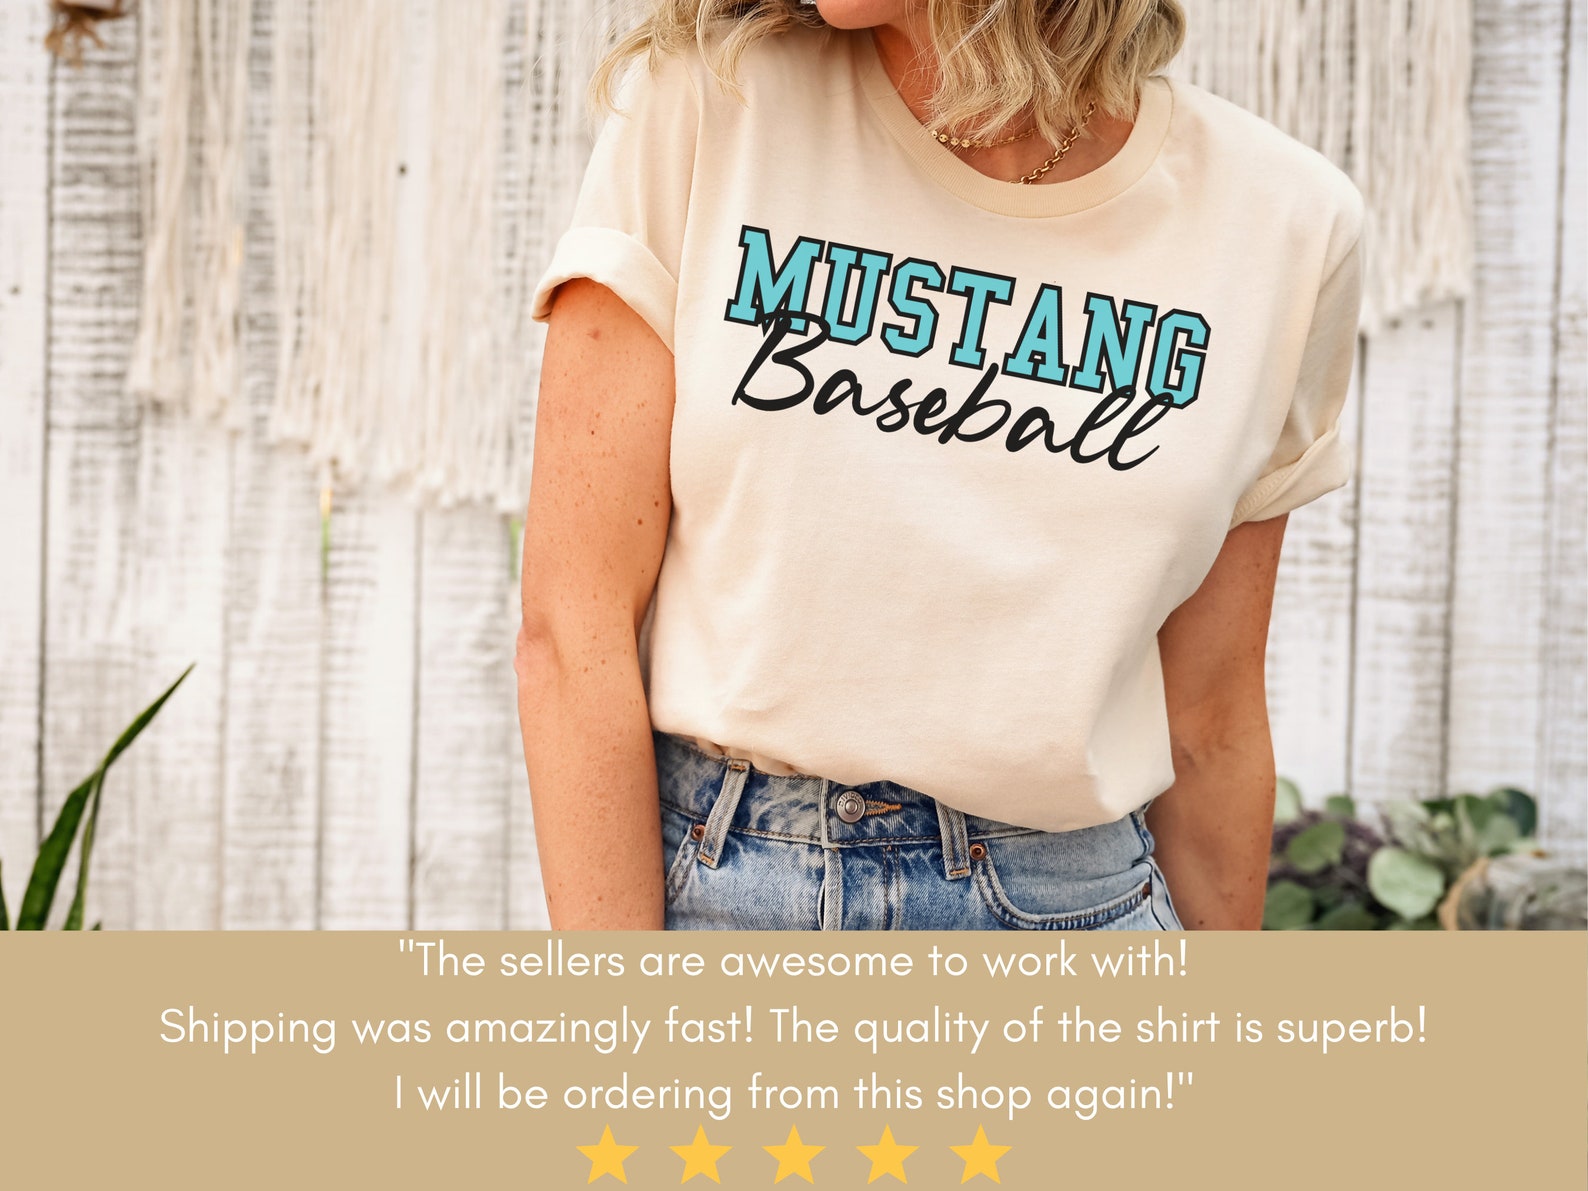 MUSTANG
Baseball
"The sellers are awesome to work with!
Shipping was amazingly fast! The quality of the shirt is superb!
I will be ordering from this shop again!"